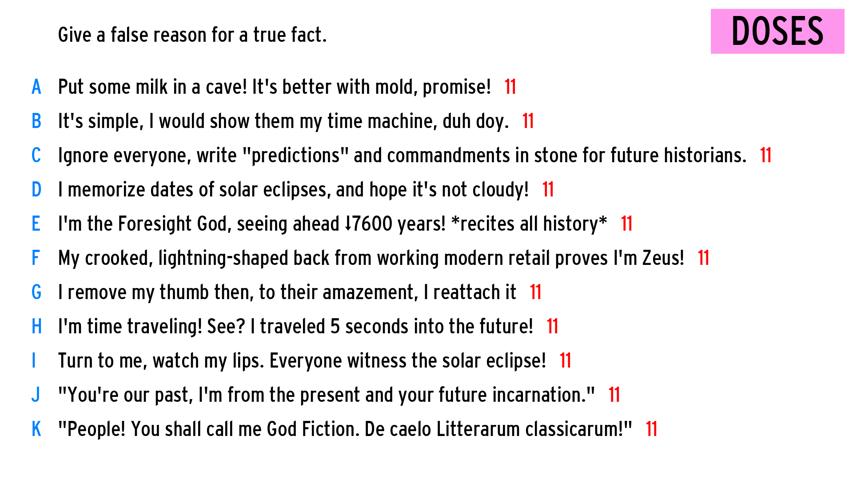 Give a false reason for a true fact.
DOSES
A Put some milk in a cave! It's better with mold, promise! 11
B It's simple, I would show them my time machine, duh doy. 11
C Ignore everyone, write "predictions" and commandments in stone for future historians. 11
D I memorize dates of solar eclipses, and hope it's not cloudy! 11
E I'm the Foresight God, seeing ahead ⇂7600 years! *recites all history* 11
F My crooked, lightning-shaped back from working modern retail proves I'm Zeus! 11
G I remove my thumb then, to their amazement, I reattach it 11
H I'm time traveling! See? I traveled 5 seconds into the future! 11
I Turn to me, watch my lips. Everyone witness the solar eclipse! 11
J "You're our past, I'm from the present and your future incarnation." 11
K "People! You shall call me God Fiction. De caelo Litterarum classicarum!" 11